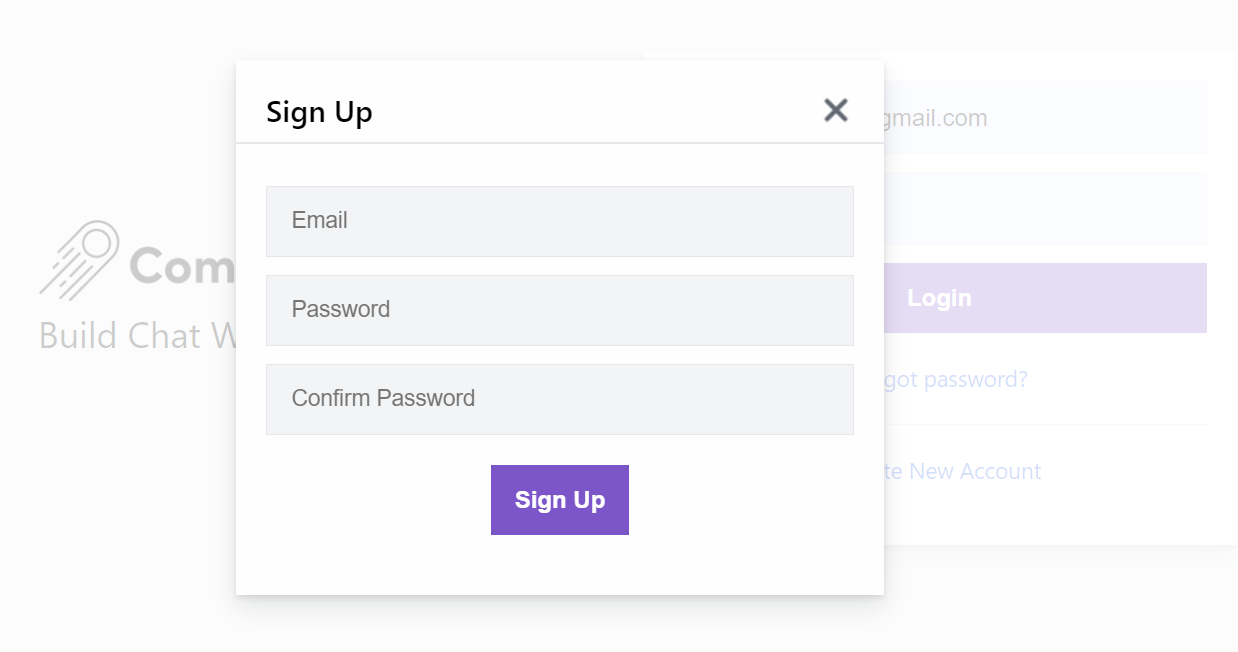 Sign Up
Email
Password
Confirm Password
Sign Up
Com
Build Chat W
gmail.com
Login
got password?
te New Account